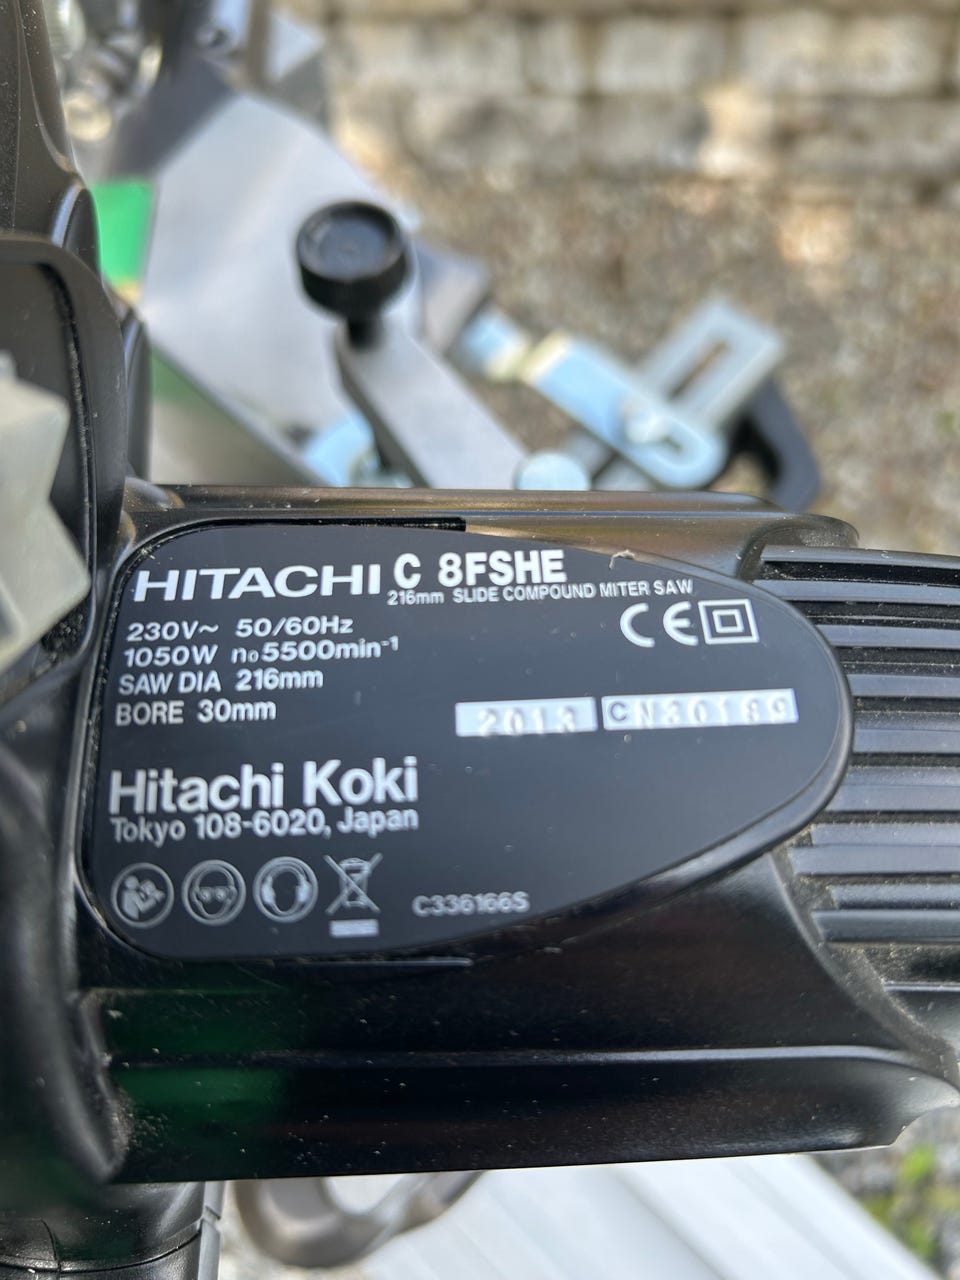 HITACHI C 8FSHE
216mm SLIDE COMPOUND MITER SAW
230V~ 50/60Hz
1050W n₀5500min⁻¹
SAW DIA 216mm
BORE 30mm
CE
2013 CN30189
Hitachi Koki
Tokyo 108-6020, Japan
C336166S